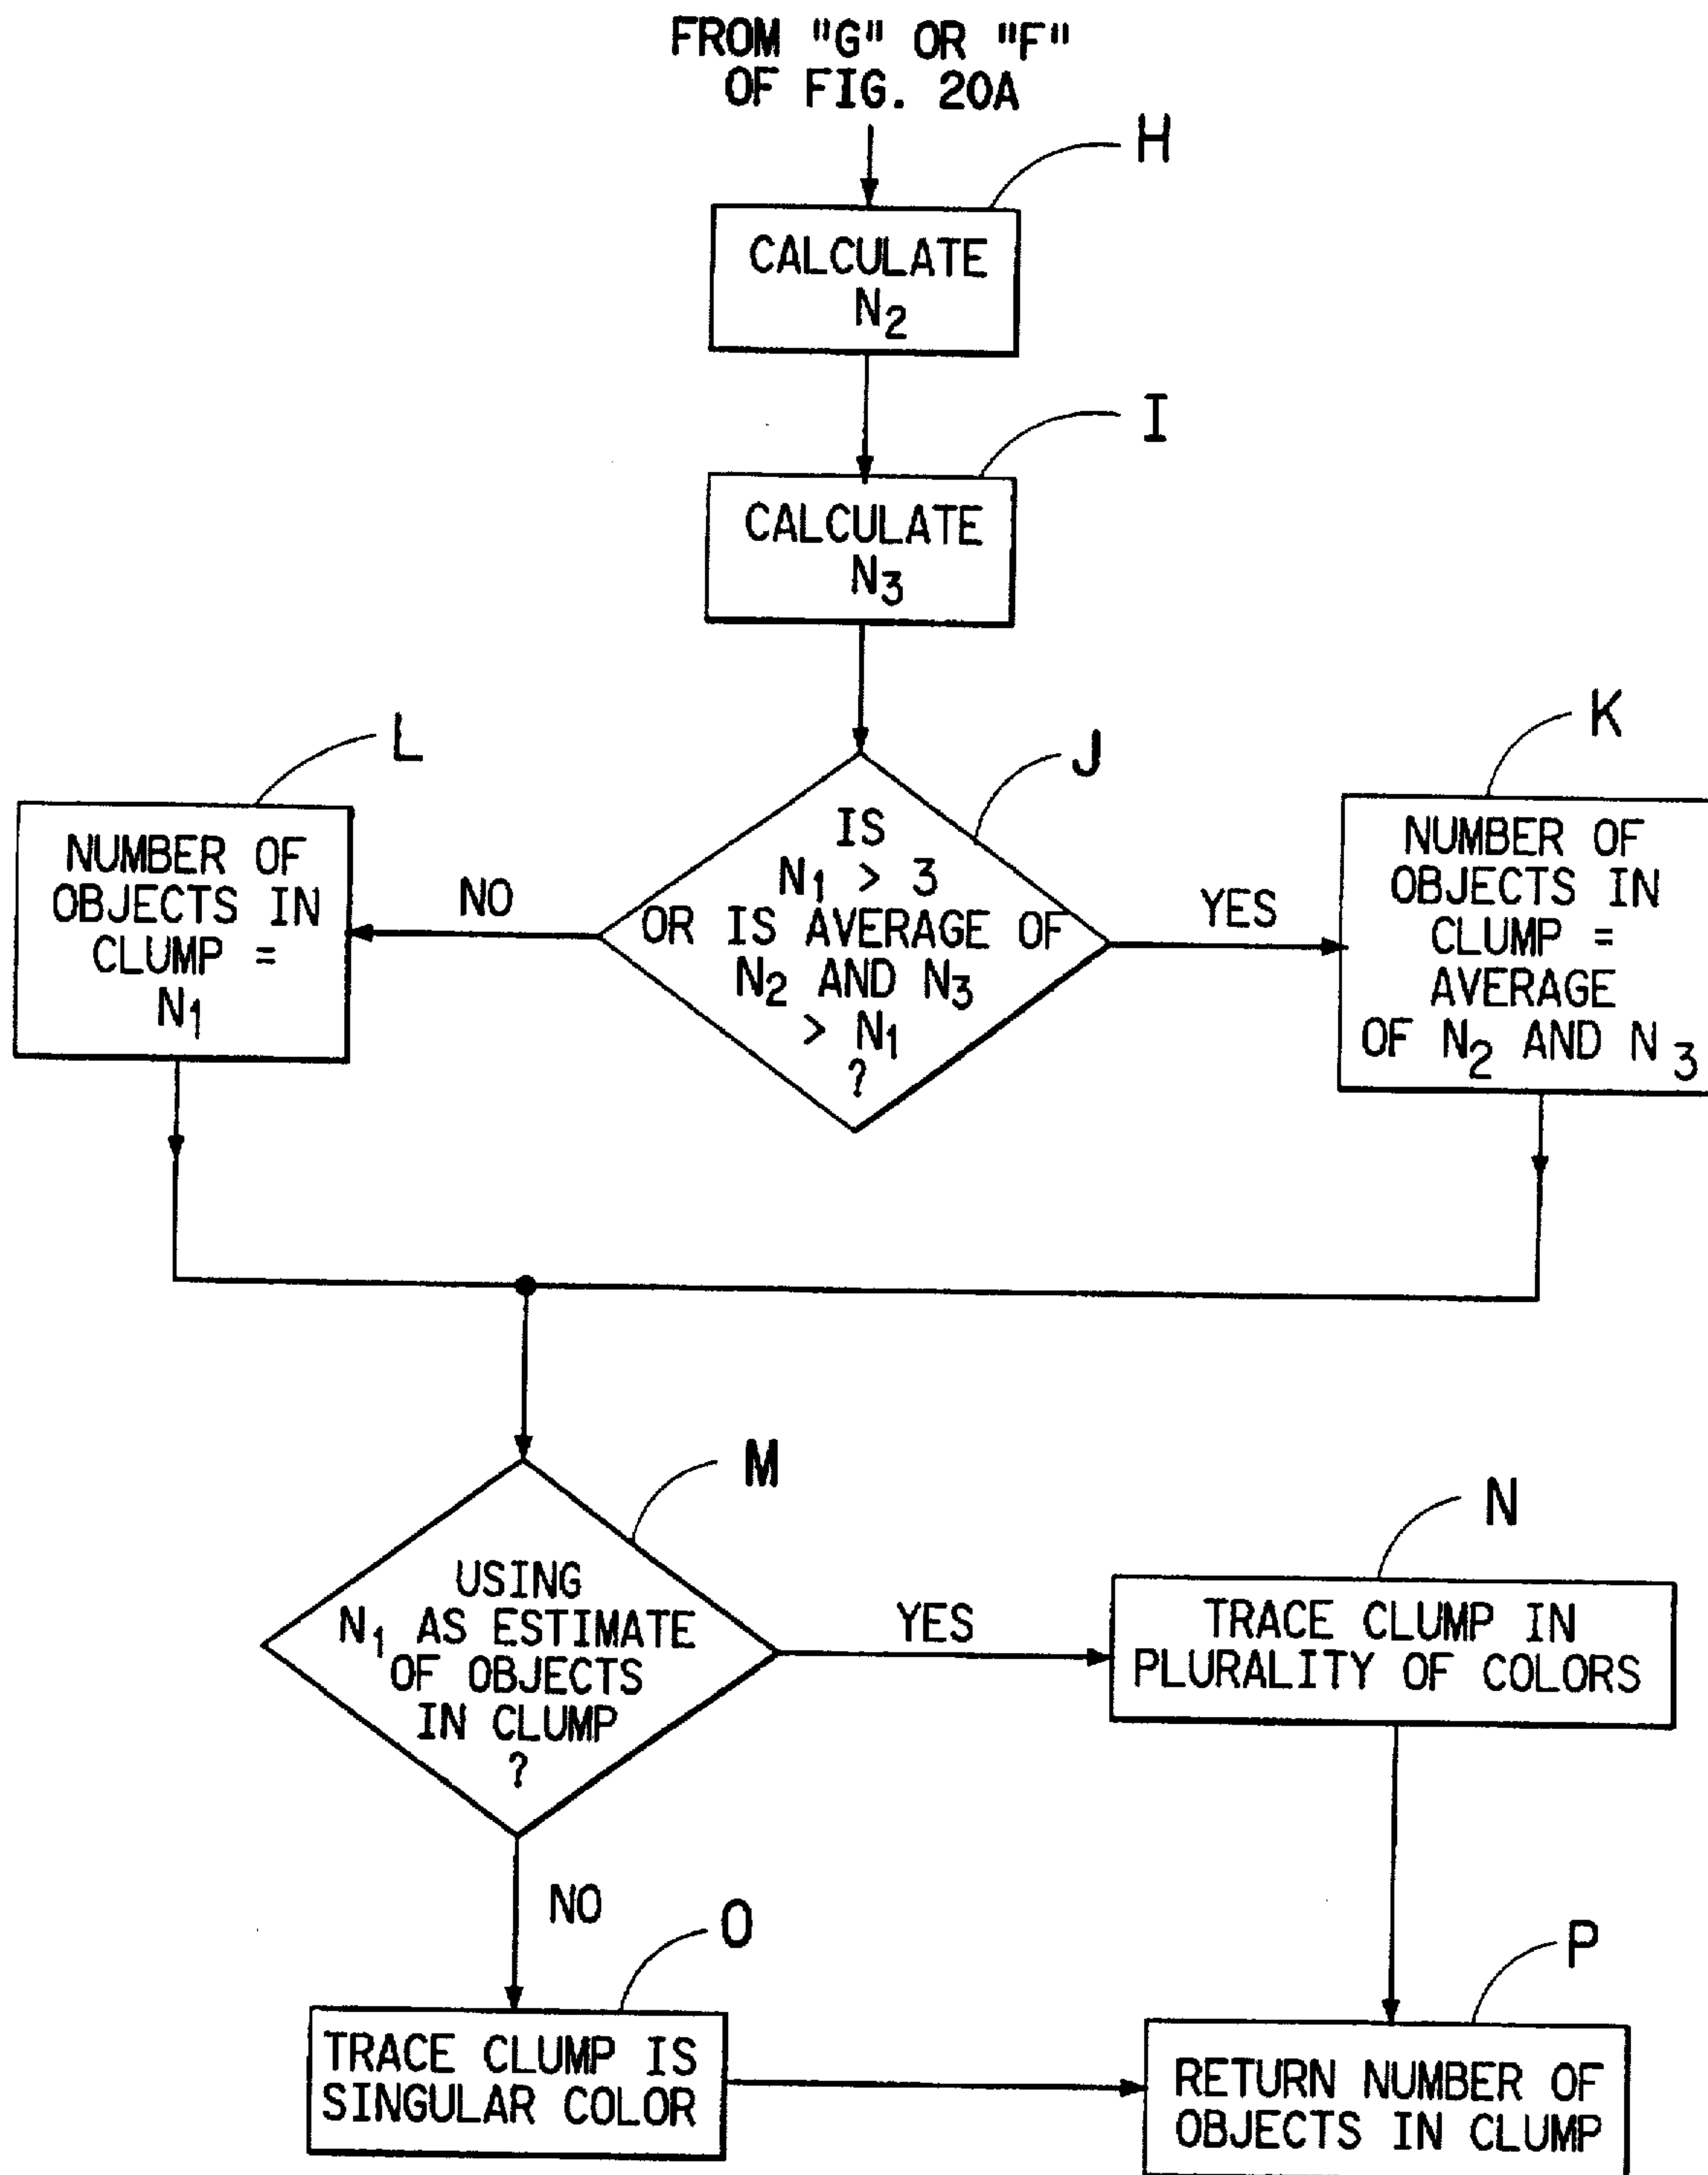 FROM "G" OR "F"
OF FIG. 20A
H
CALCULATE
N2
I
CALCULATE
N3
J
IS
N1 > 3
OR IS AVERAGE OF
N2 AND N3
> N1
?
NO
YES
L
NUMBER OF
OBJECTS IN
CLUMP =
N1
K
NUMBER OF
OBJECTS IN
CLUMP =
AVERAGE
OF N2 AND N3
M
USING
N1 AS ESTIMATE
OF OBJECTS
IN CLUMP
?
YES
NO
N
TRACE CLUMP IN
PLURALITY OF COLORS
O
TRACE CLUMP IS
SINGULAR COLOR
P
RETURN NUMBER OF
OBJECTS IN CLUMP